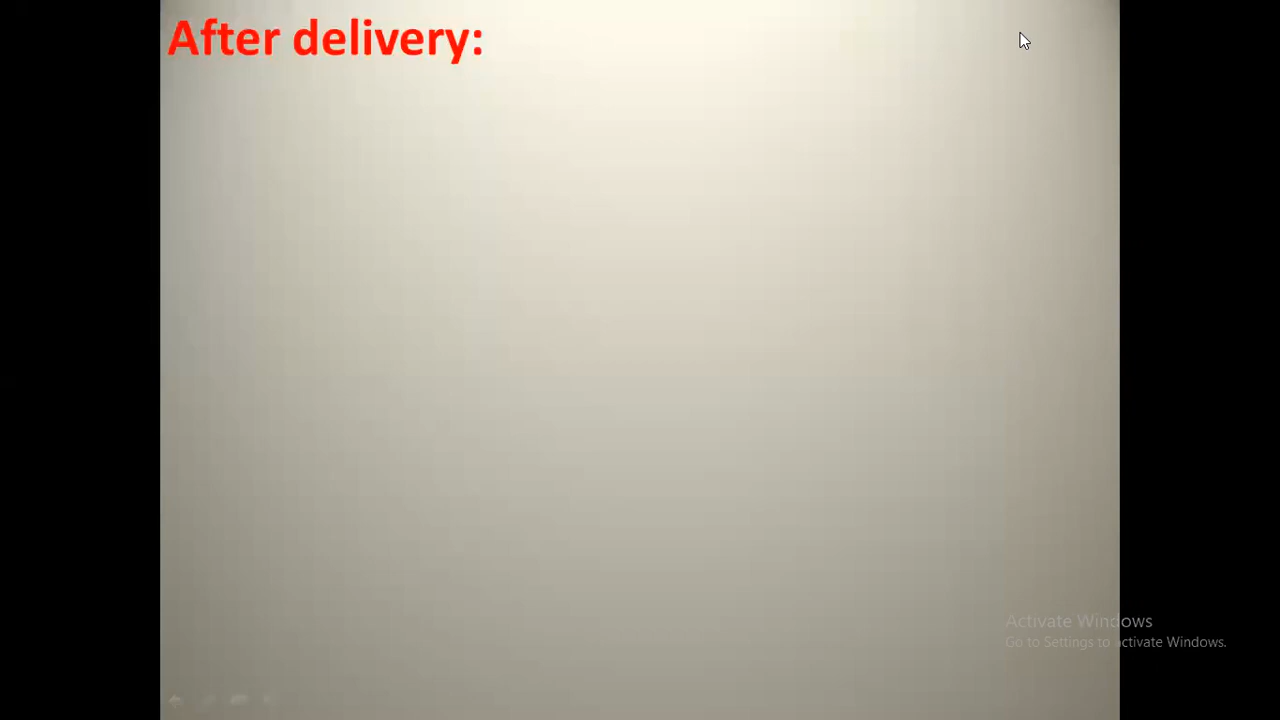 After delivery:
Activate Windows
Go to Settings to activate Windows.